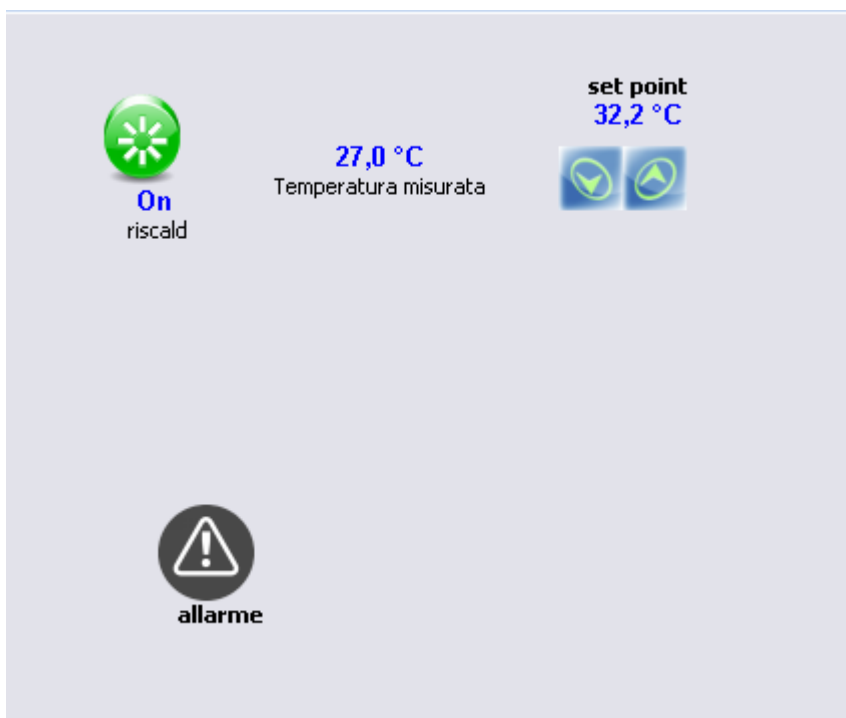 set point
32,2 °C
27,0 °C
Temperatura misurata
On
riscald
allarme